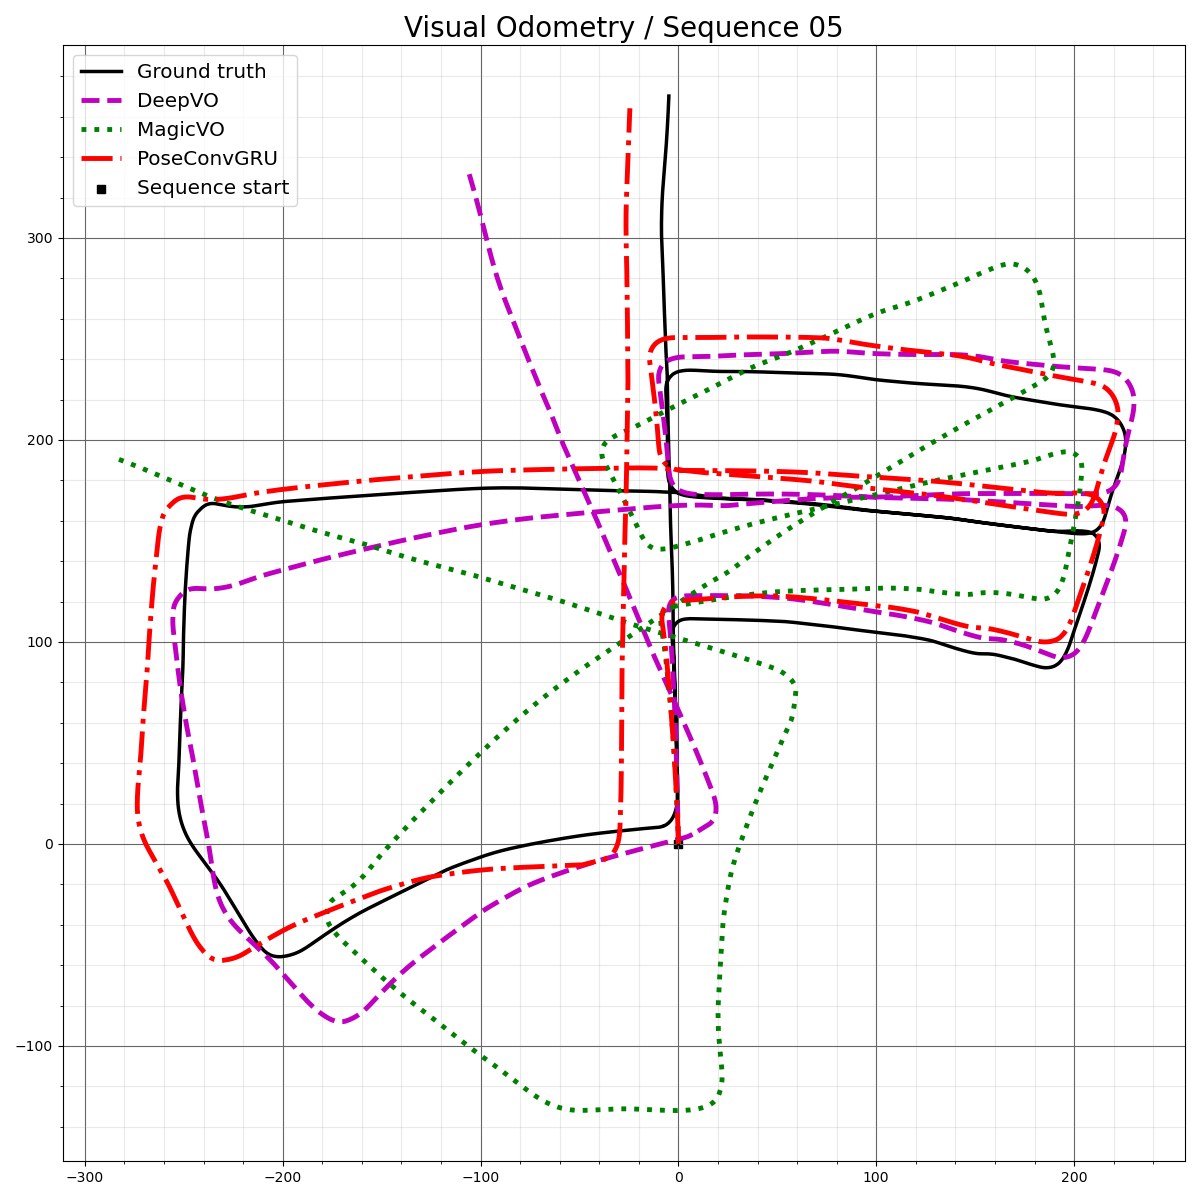 Visual Odometry / Sequence 05
Ground truth
DeepVO
MagicVO
PoseConvGRU
Sequence start
300
200
100
0
−100
−300
−200
−100
0
100
200